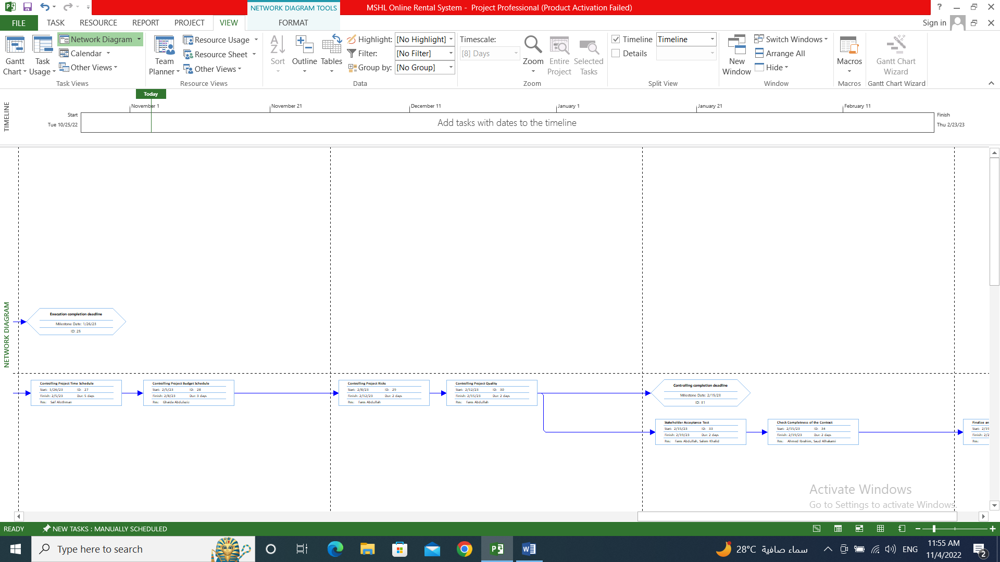 NETWORK DIAGRAM TOOLS
MSHL Online Rental System - Project Professional (Product Activation Failed)
?
FILE
TASK
RESOURCE
REPORT
PROJECT
VIEW
FORMAT
Sign in
Gantt Chart
Task Usage
Network Diagram
Calendar
Other Views
Task Views
Team Planner
Resource Usage
Resource Sheet
Other Views
Resource Views
Sort
Outline
Tables
Highlight: [No Highlight]
Filter: [No Filter]
Group by: [No Group]
Data
Timescale:
[8] Days
Zoom
Entire Project
Selected Tasks
Zoom
Timeline Timeline
Details
Split View
New Window
Switch Windows
Arrange All
Hide
Window
Macros
Macros
Gantt Chart Wizard
Gantt Chart Wizard
TIMELINE
Today
November 1
November 21
December 11
January 1
January 21
February 11
Start
Tue 10/25/22
Add tasks with dates to the timeline
Finish
Thu 2/23/23
NETWORK DIAGRAM
Execution completion deadline
Milestone Date: 1/26/23
ID: 25
Controlling Project Time Schedule
Start: 1/26/23 ID: 27
Finish: 2/5/23 Dur: 5 days
Res: Saif Alothman
Controlling Project Budget Schedule
Start: 2/5/23 ID: 28
Finish: 2/8/23 Dur: 3 days
Res: Ghaida Abdulaziz
Controlling Project Risks
Start: 2/8/23 ID: 29
Finish: 2/12/23 Dur: 2 days
Res: Fares Abdullah
Controlling Project Quality
Start: 2/12/23 ID: 30
Finish: 2/15/23 Dur: 2 days
Res: Fares Abdullah
Controlling completion deadline
Milestone Date: 2/15/23
ID: 31
Stakeholder Acceptance Test
Start: 2/15/23 ID: 33
Finish: 2/19/23 Dur: 2 days
Res: Fares Abdullah, Salem Khalid
Check Completness of the Contract
Start: 2/15/23 ID: 34
Finish: 2/19/23 Dur: 2 days
Res: Ahmed Ibrahim, Saud Alhakami
Finalize an
Start: 2/19
Finish: 2/2
Res:
Activate Windows
Go to Settings to activate Windows.
READY
NEW TASKS : MANUALLY SCHEDULED
Type here to search
28°C سماء صافية
ENG
11:55 AM
11/4/2022
2